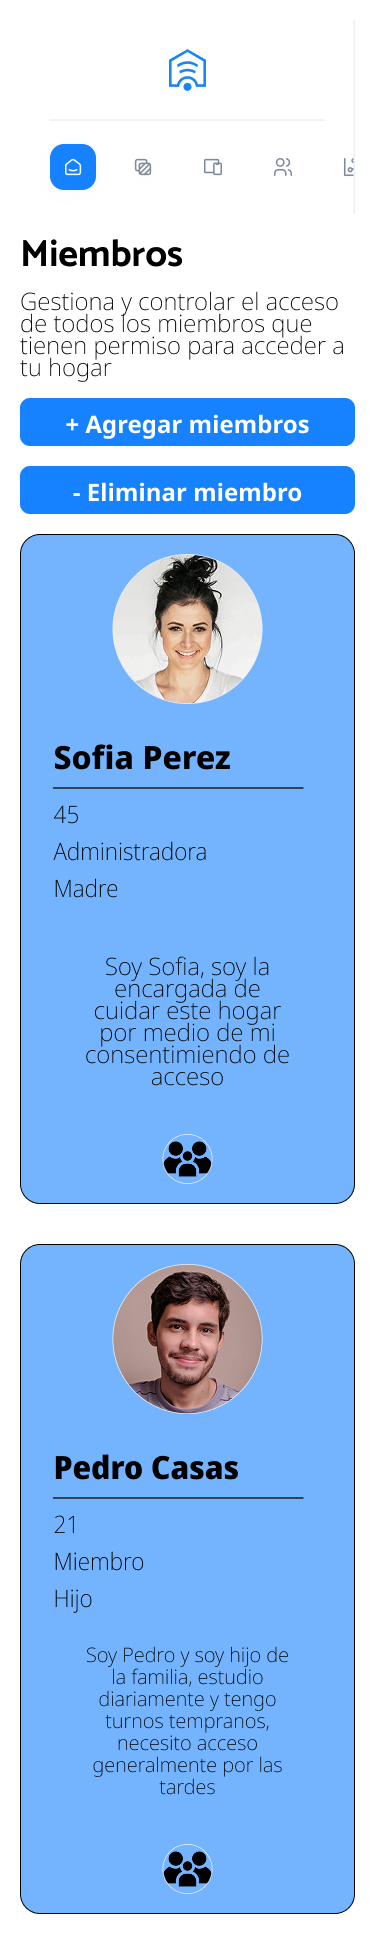 Miembros
Gestiona y controlar el acceso
de todos los miembros que
tienen permiso para acceder a
tu hogar
+ Agregar miembros
- Eliminar miembro
Sofia Perez
45
Administradora
Madre
Soy Sofia, soy la
encargada de
cuidar este hogar
por medio de mi
consentimiendo de
acceso
Pedro Casas
21
Miembro
Hijo
Soy Pedro y soy hijo de
la familia, estudio
diariamente y tengo
turnos tempranos,
necesito acceso
generalmente por las
tardes